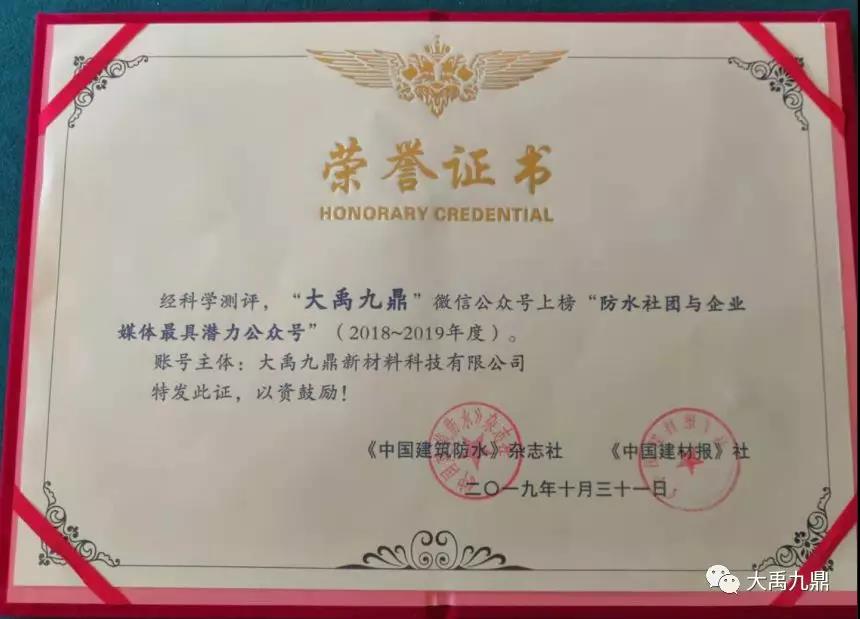 荣誉证书
HONORARY CREDENTIAL
经科学测评，“大禹九鼎”微信公众号上榜“防水社团与企业
媒体最具潜力公众号”（2018~2019年度）。
账号主体：大禹九鼎新材料科技有限公司
特发此证，以资鼓励！
《中国建筑防水》杂志社 《中国建材报》社
二〇一九年十月三十一日
大禹九鼎